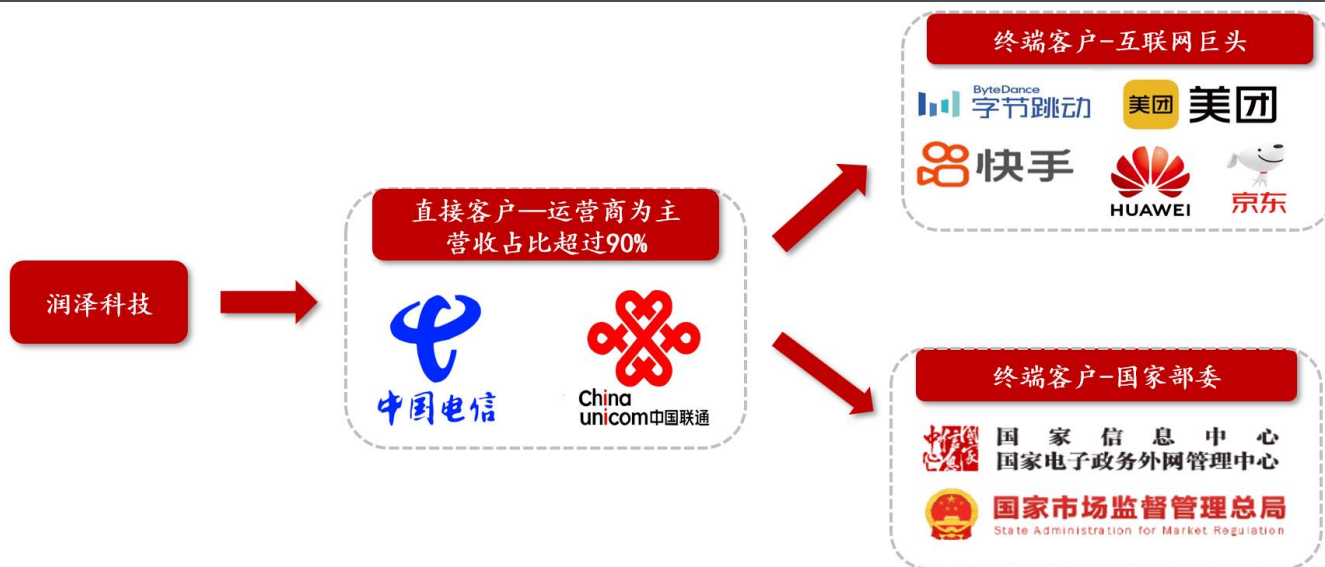 润泽科技
直接客户—运营商为主
营收占比超过90%
中国电信
China
unicom中国联通
终端客户-互联网巨头
ByteDance
字节跳动
美团 美团
快手
HUAWEI
京东
终端客户-国家部委
国家信息中心
国家电子政务外网管理中心
国家市场监督管理总局
State Administration for Market Regulation